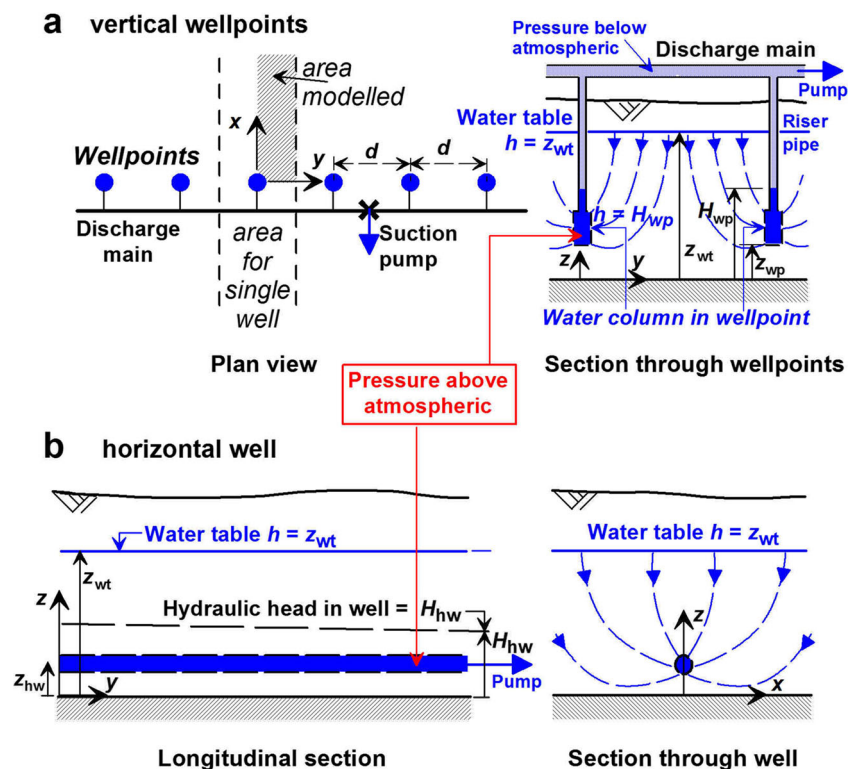 a vertical wellpoints
area
modelled
x
y
d
d
Wellpoints
Discharge
main
area
for
single
well
Suction
pump
Plan view
Pressure below
atmospheric
Discharge main
Pump
Water table
h = zwt
Riser
pipe
h = Hwp
Hwp
zwt
zwp
z
y
Water column in wellpoint
Section through wellpoints
Pressure above
atmospheric
b horizontal well
Water table h = zwt
zwt
z
Hydraulic head in well = Hhw
Hhw
zhw
y
Pump
Longitudinal section
Water table h = zwt
z
x
Section through well